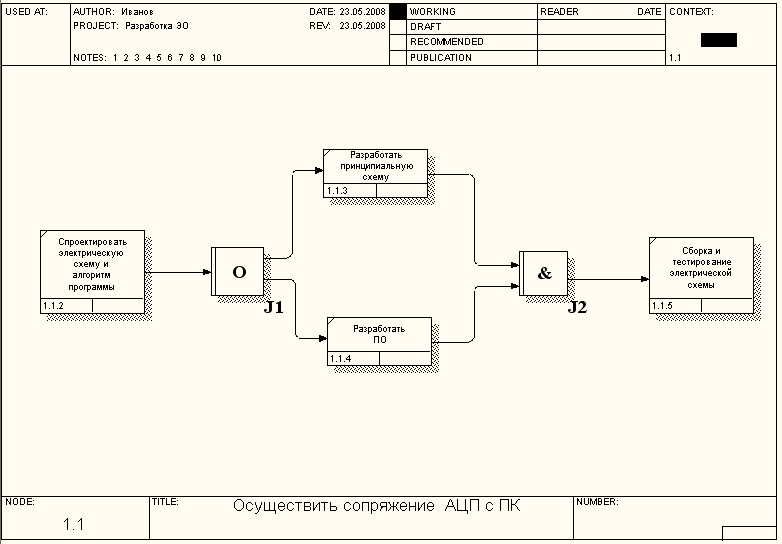 USED AT: AUTHOR: Иванов DATE: 23.05.2008 WORKING READER DATE CONTEXT:
PROJECT: Разработка ЭО REV: 23.05.2008 DRAFT
RECOMMENDED
NOTES: 1 2 3 4 5 6 7 8 9 10 PUBLICATION 1.1
Спроектировать
электрическую
схему и
алгоритм
программы
1.1.2
O
J1
Разработать
принципиальную
схему
1.1.3
Разработать
ПО
1.1.4
&
J2
Сборка и
тестирование
электрической
схемы
1.1.5
NODE: TITLE: Осуществить сопряжение АЦП с ПК NUMBER:
1.1